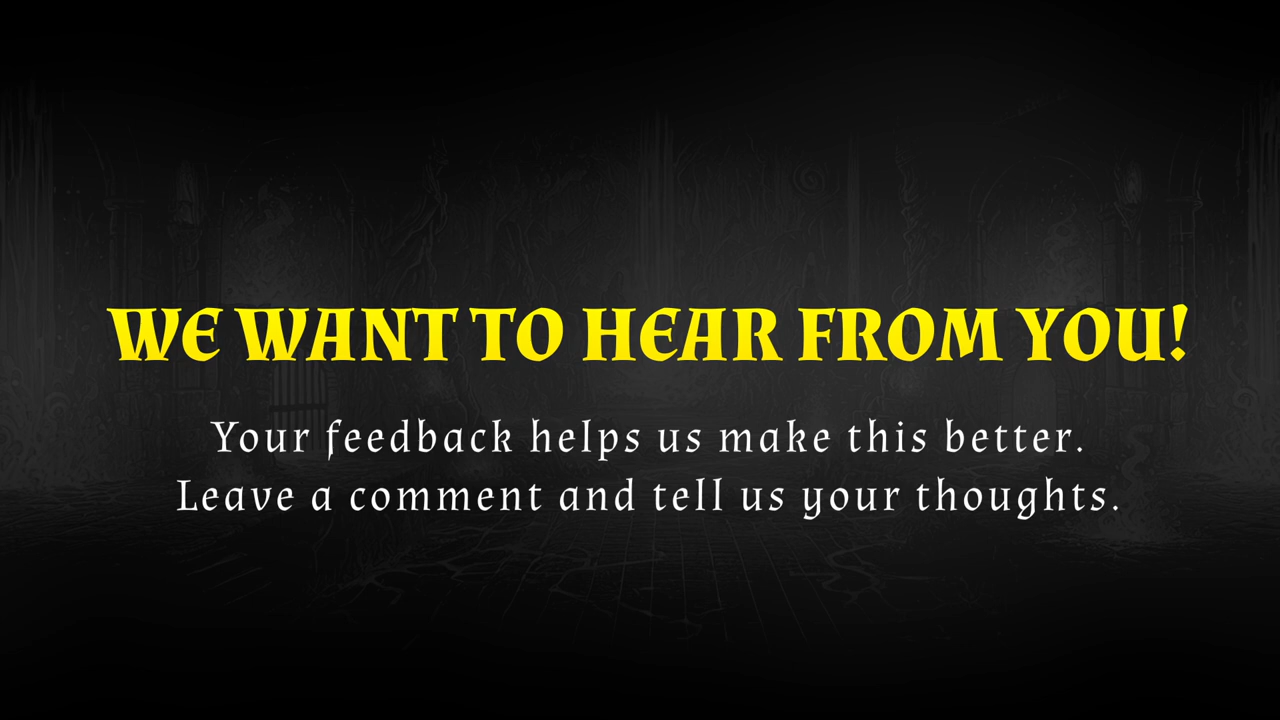 WE WANT TO HEAR FROM YOU!
Your feedback helps us make this better.
Leave a comment and tell us your thoughts.